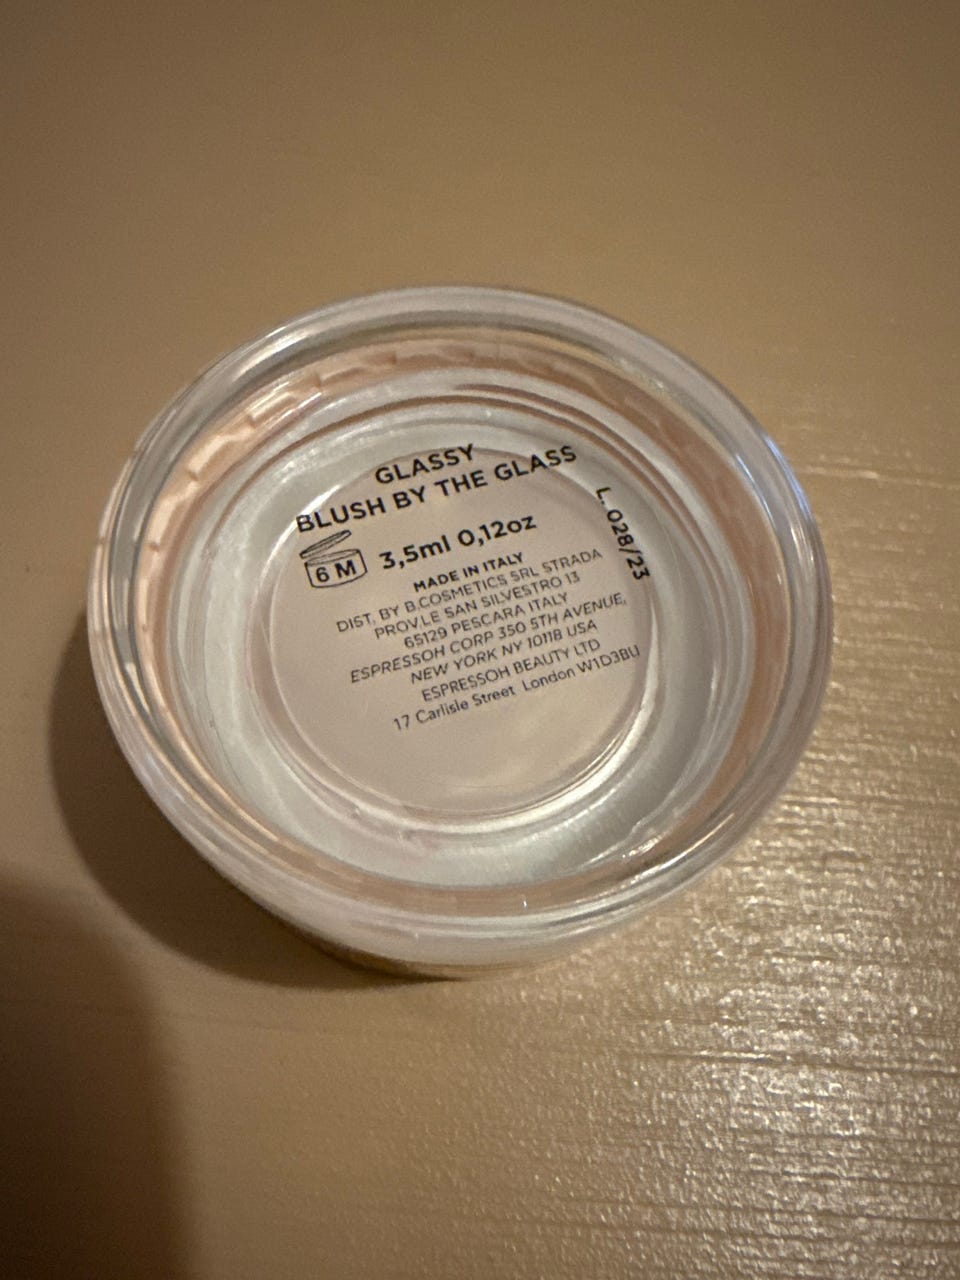 GLASSY
BLUSH BY THE GLASS
6 M
3,5ml 0,12oz
L. 028/23
MADE IN ITALY
DIST. BY B.COSMETICS SRL STRADA
PROV.LE SAN SILVESTRO 13
65129 PESCARA ITALY
ESPRESSOH CORP 350 5TH AVENUE,
NEW YORK NY 10118 USA
ESPRESSOH BEAUTY LTD
17 Carlisle Street London W1D3BU